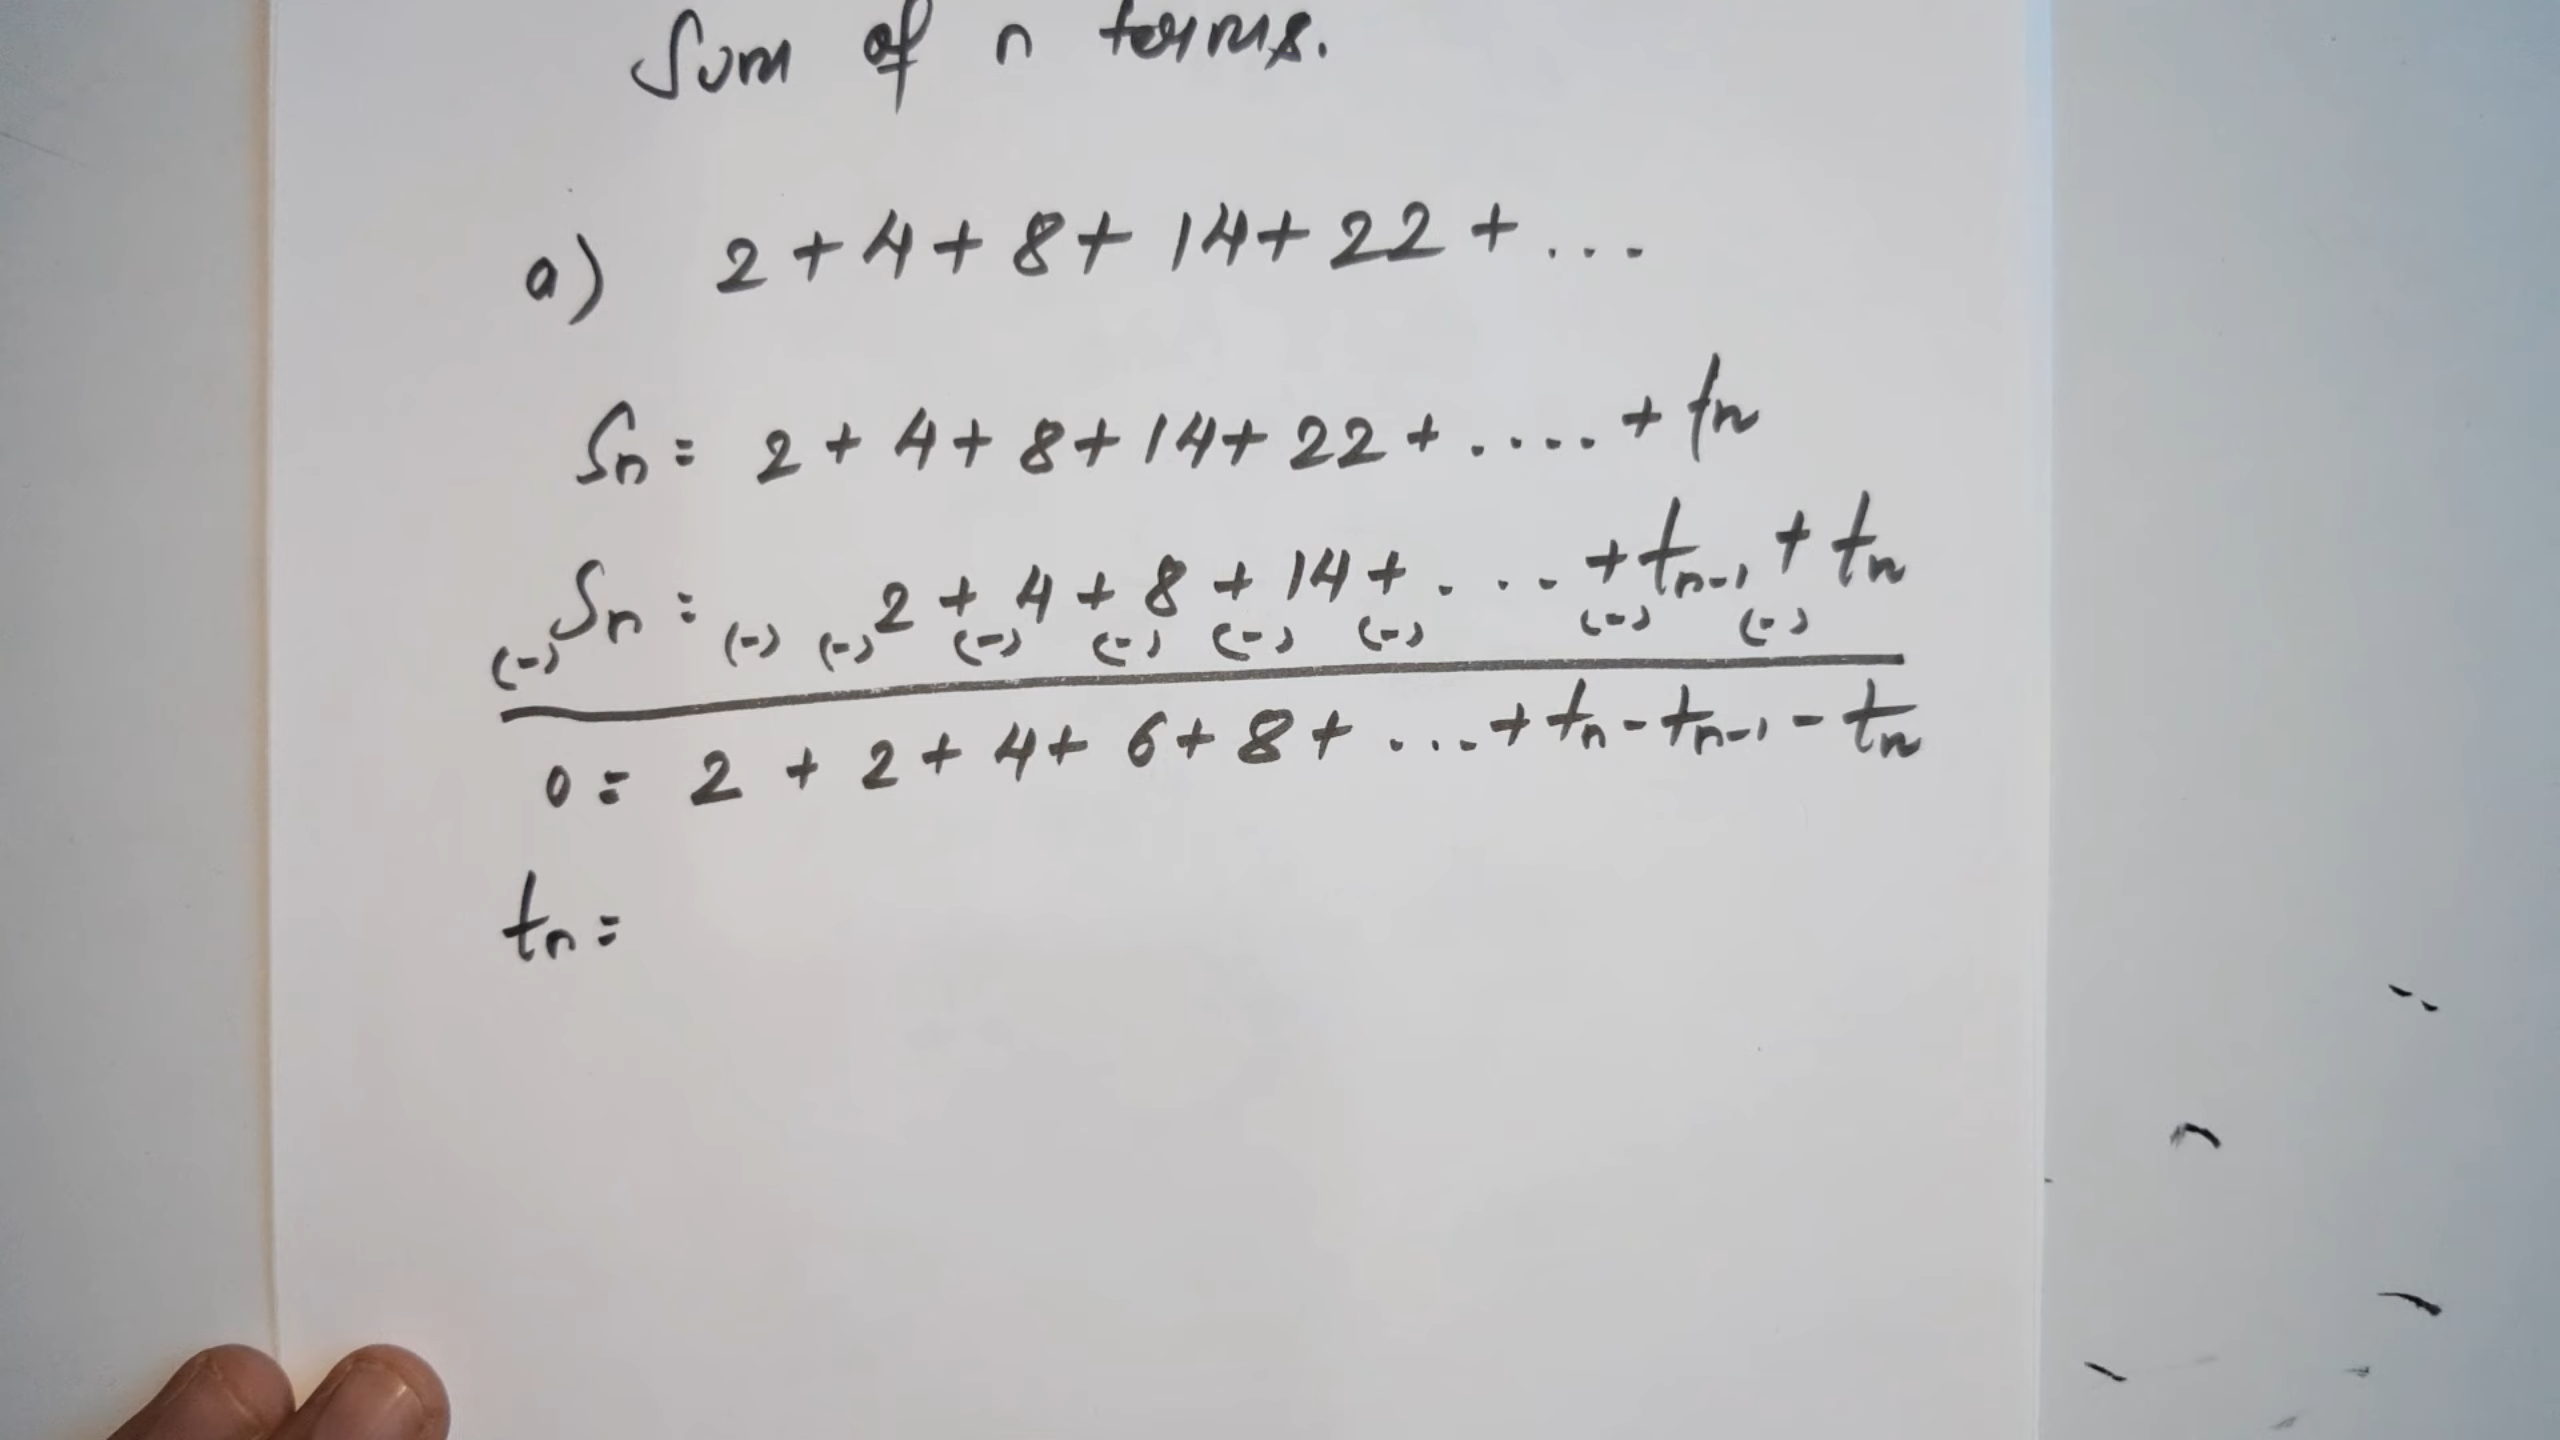 Sum of n terms.
a) 2 + 4 + 8 + 14 + 22 + ...
Sn = 2 + 4 + 8 + 14 + 22 + .... + tn
Sn = 2 + 4 + 8 + 14 + .... + tn-1 + tn
(-) (-) (-) (-) (-) (-) (-) (-) (-)
0 = 2 + 2 + 4 + 6 + 8 + .... + tn - tn-1 - tn
tn =